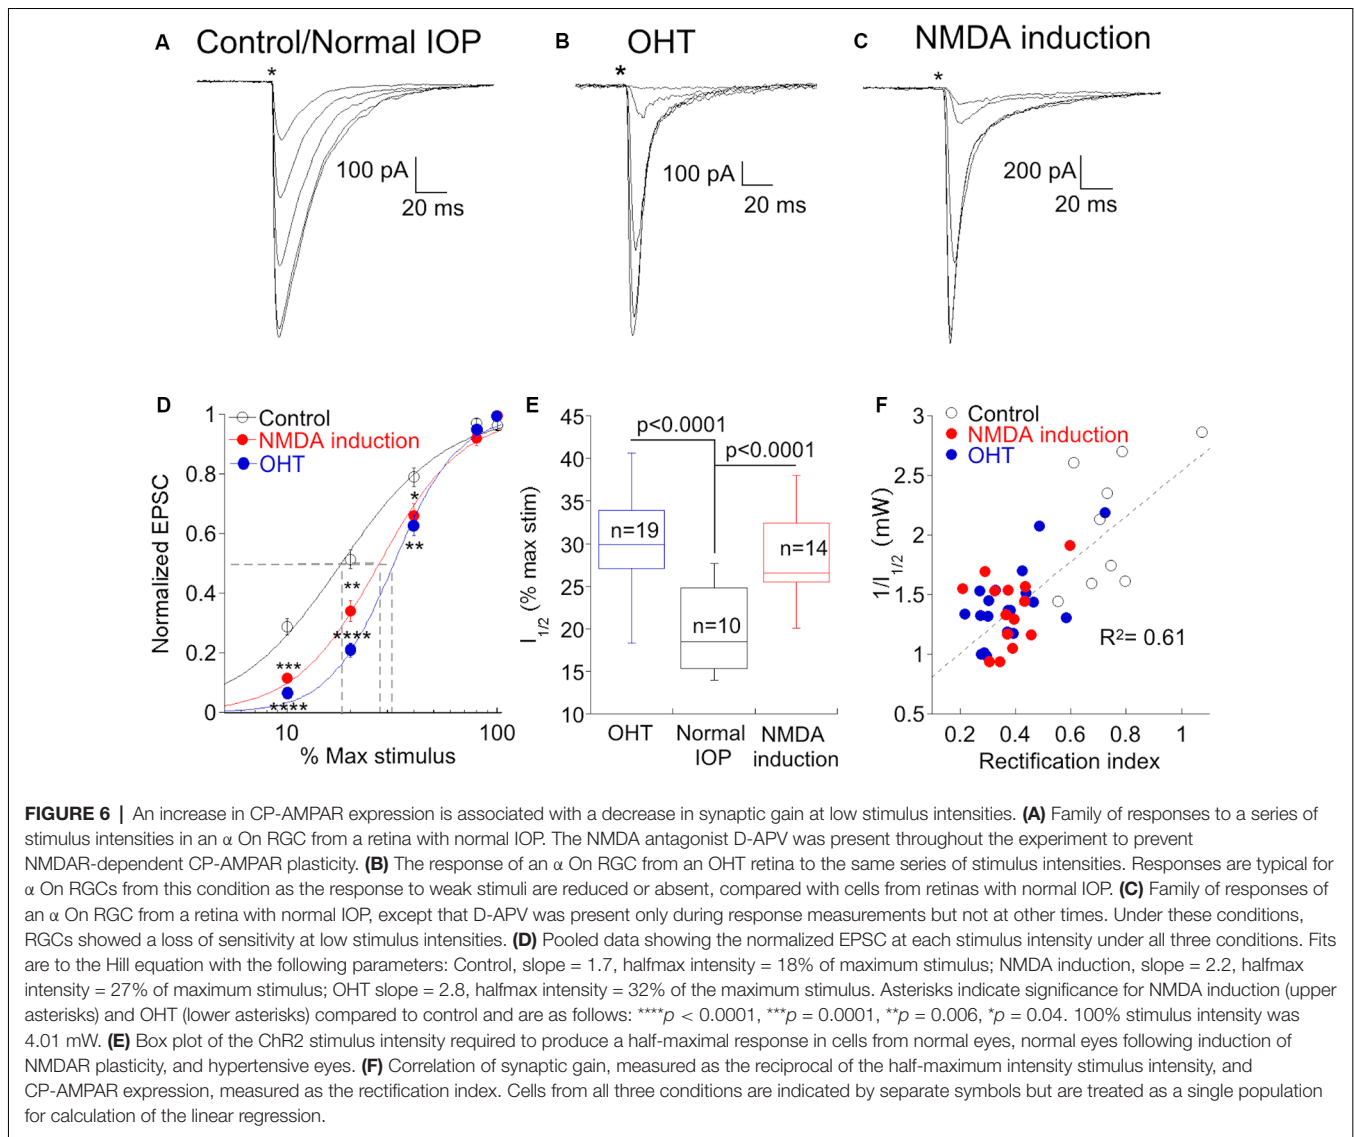 A Control/Normal IOP
B OHT
C NMDA induction
*
*
*
100 pA
20 ms
100 pA
20 ms
200 pA
20 ms
D
Normalized EPSC
1
0.8
0.6
0.4
0.2
0
Control
NMDA induction
OHT
*
**
**
****
***
****
10
100
% Max stimulus
E
I1/2 (% max stim)
45
40
35
30
25
20
15
10
p<0.0001
p<0.0001
n=19
n=10
n=14
OHT
Normal
IOP
NMDA
induction
F
1/I1/2 (mW)
3
2.5
2
1.5
1
0.5
Control
NMDA induction
OHT
R²= 0.61
0.2
0.4
0.6
0.8
1
Rectification index
FIGURE 6 | An increase in CP-AMPAR expression is associated with a decrease in synaptic gain at low stimulus intensities. (A) Family of responses to a series of
stimulus intensities in an α On RGC from a retina with normal IOP. The NMDA antagonist D-APV was present throughout the experiment to prevent
NMDAR-dependent CP-AMPAR plasticity. (B) The response of an α On RGC from an OHT retina to the same series of stimulus intensities. Responses are typical for
α On RGCs from this condition as the response to weak stimuli are reduced or absent, compared with cells from retinas with normal IOP. (C) Family of responses of
an α On RGC from a retina with normal IOP, except that D-APV was present only during response measurements but not at other times. Under these conditions,
RGCs showed a loss of sensitivity at low stimulus intensities. (D) Pooled data showing the normalized EPSC at each stimulus intensity under all three conditions. Fits
are to the Hill equation with the following parameters: Control, slope = 1.7, halfmax intensity = 18% of maximum stimulus; NMDA induction, slope = 2.2, halfmax
intensity = 27% of maximum stimulus; OHT slope = 2.8, halfmax intensity = 32% of the maximum stimulus. Asterisks indicate significance for NMDA induction (upper
asterisks) and OHT (lower asterisks) compared to control and are as follows: ****p < 0.0001, ***p = 0.0001, **p = 0.006, *p = 0.04. 100% stimulus intensity was
4.01 mW. (E) Box plot of the ChR2 stimulus intensity required to produce a half-maximal response in cells from normal eyes, normal eyes following induction of
NMDAR plasticity, and hypertensive eyes. (F) Correlation of synaptic gain, measured as the reciprocal of the half-maximum intensity stimulus intensity, and
CP-AMPAR expression, measured as the rectification index. Cells from all three conditions are indicated by separate symbols but are treated as a single population
for calculation of the linear regression.